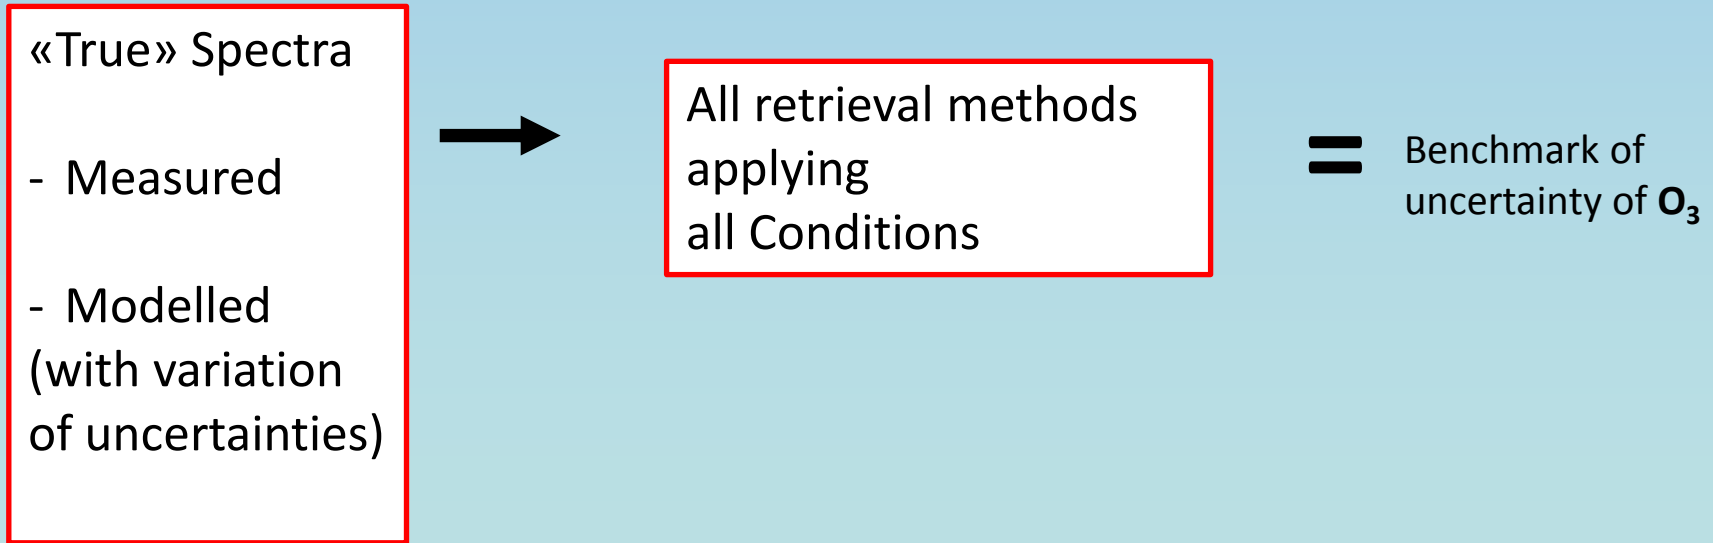 «True» Spectra
- Measured
- Modelled
(with variation
of uncertainties)
All retrieval methods
applying
all Conditions
=
Benchmark of
uncertainty of O₃